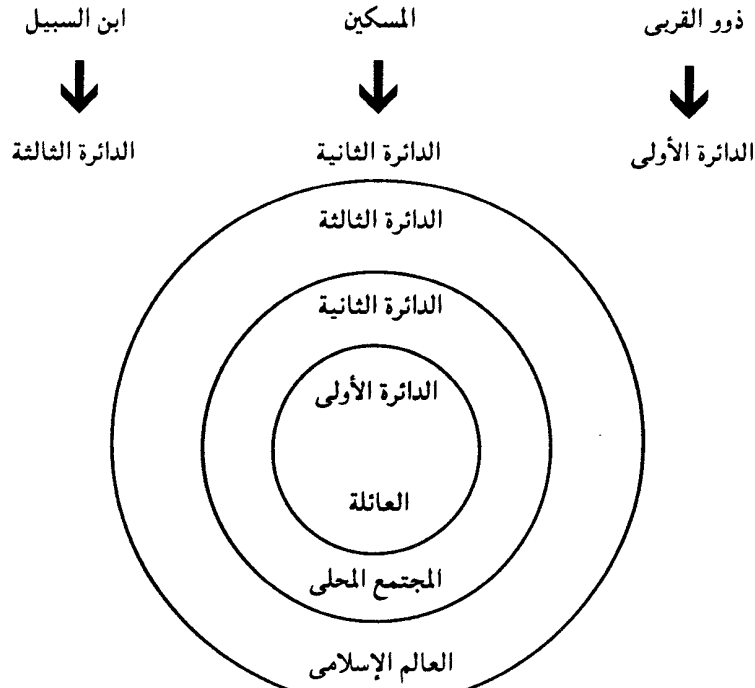 ذوو القربى
المسكين
ابن السبيل
الدائرة الأولى
الدائرة الثانية
الدائرة الثالثة
الدائرة الثالثة
الدائرة الثانية
الدائرة الأولى
العائلة
المجتمع المحلى
العالم الإسلامى